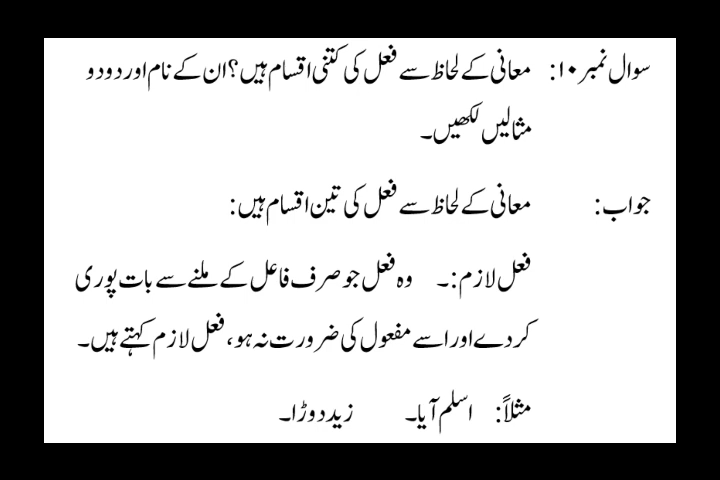 سوال نمبر ۱۰: معانی کے لحاظ سے فعل کی کتنی اقسام ہیں؟ ان کے نام اور دو دو
مثالیں لکھیں۔
جواب: معانی کے لحاظ سے فعل کی تین اقسام ہیں:
فعل لازم:۔ وہ فعل جو صرف فاعل کے ملنے سے بات پوری
کر دے اور اسے مفعول کی ضرورت نہ ہو، فعل لازم کہتے ہیں۔
مثلاً: اسلم آیا۔ زید دوڑا۔